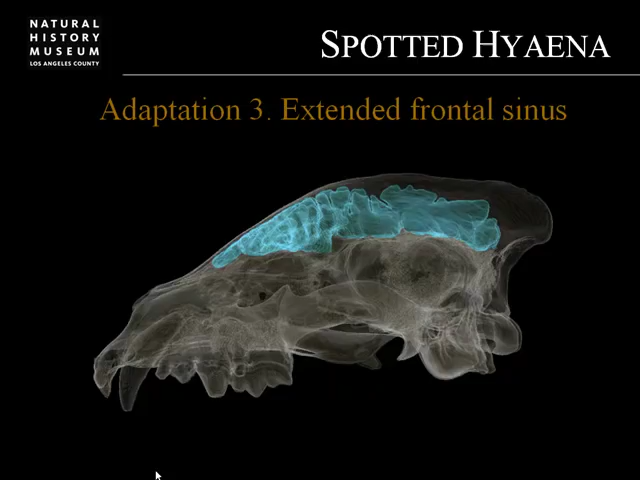 NATURAL
HISTORY
MUSEUM
LOS ANGELES COUNTY
SPOTTED HYAENA
Adaptation 3. Extended frontal sinus